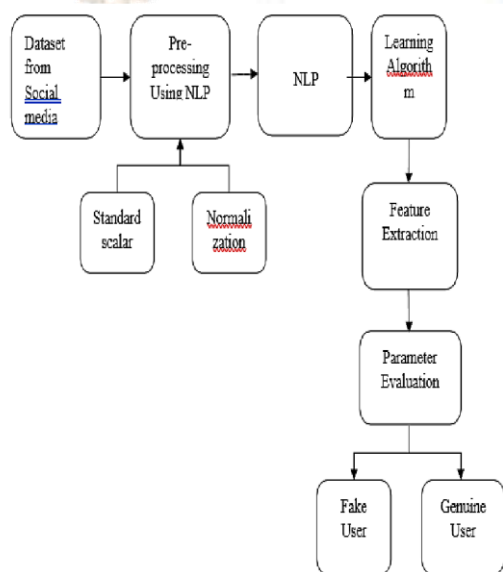 Dataset
from
Social
media
Pre-
processing
Using NLP
NLP
Learning
Algorith
m
Standard
scalar
Normali
zation
Feature
Extraction
Parameter
Evaluation
Fake
User
Genuine
User